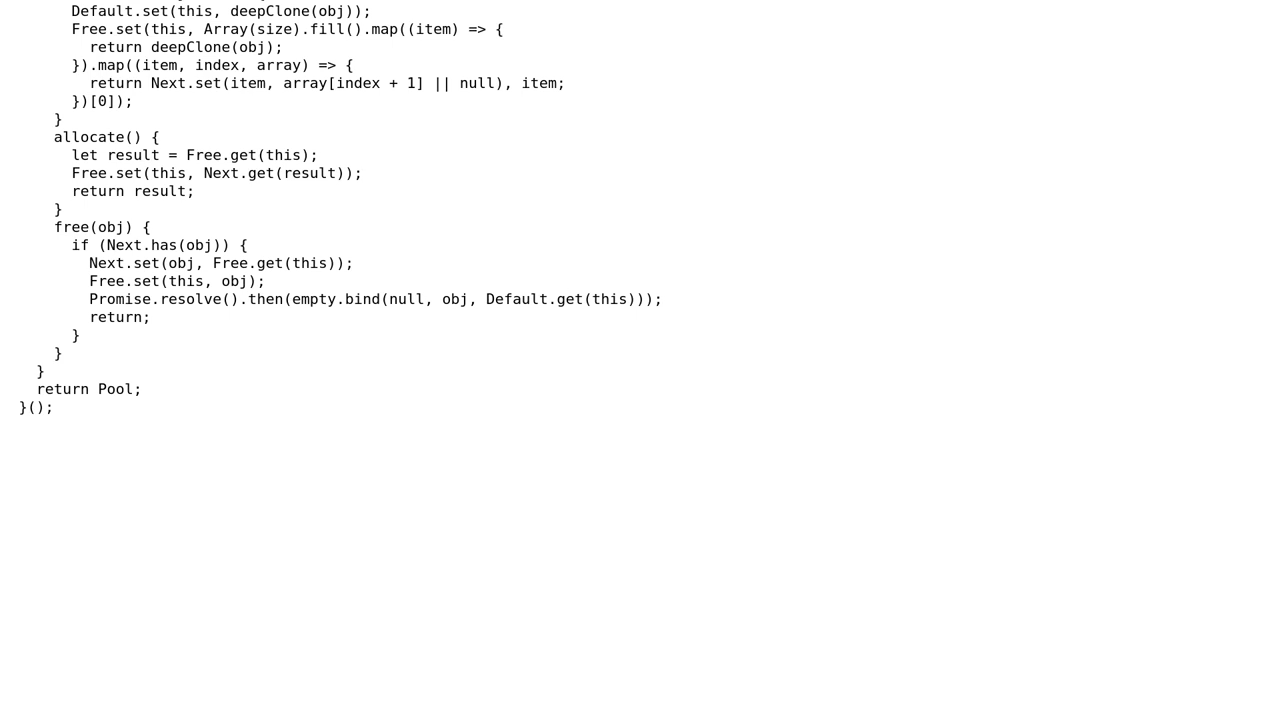 Default.set(this, deepClone(obj));
Free.set(this, Array(size).fill().map((item) => {
return deepClone(obj);
}).map((item, index, array) => {
return Next.set(item, array[index + 1] || null), item;
})[0]);
}
allocate() {
let result = Free.get(this);
Free.set(this, Next.get(result));
return result;
}
free(obj) {
if (Next.has(obj)) {
Next.set(obj, Free.get(this));
Free.set(this, obj);
Promise.resolve().then(empty.bind(null, obj, Default.get(this)));
return;
}
}
}
return Pool;
}();